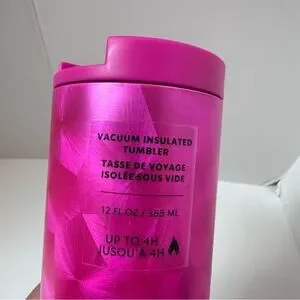 VACUUM INSULATED
TUMBLER
TASSE DE VOYAGE
ISOLÉE SOUS VIDE
12 FL OZ / 355 ML
UP TO 4H
JUSQU'À 4H